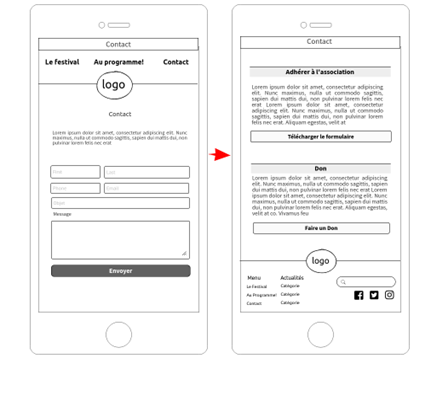 Contact
Le festival Au programme! Contact
logo
Contact
Lorem ipsum dolor sit amet, consectetur adipiscing elit. Nunc
maximus, nulla ut commodo sagittis, sapien dui mattis dui, non
pulvinar lorem felis nec erat
Message
Envoyer
Contact
Adhérer à l'association
Lorem ipsum dolor sit amet, consectetur adipiscing
elit. Nunc maximus, nulla ut commodo sagittis,
sapien dui mattis dui, non pulvinar lorem felis nec
erat. Lorem ipsum dolor sit amet, consectetur
adipiscing elit. Nunc maximus, nulla ut commodo
sagittis, sapien dui mattis dui, non pulvinar lorem
felis nec erat. Aliquam egestas, velit at
Télécharger le formulaire
Don
Lorem ipsum dolor sit amet, consectetur adipiscing
elit. Nunc maximus, nulla ut commodo sagittis,
sapien dui mattis dui, non pulvinar lorem felis nec
erat. Lorem ipsum dolor sit amet, consectetur
adipiscing elit. Nunc maximus, nulla ut commodo
sagittis, sapien dui mattis dui, non pulvinar lorem
felis nec erat. Aliquam egestas,
velit at co. Vivamus feu
Faire un Don
logo
Menu Actualités
Le Festival Catégorie
Au Programme! Catégorie
Contact Catégorie